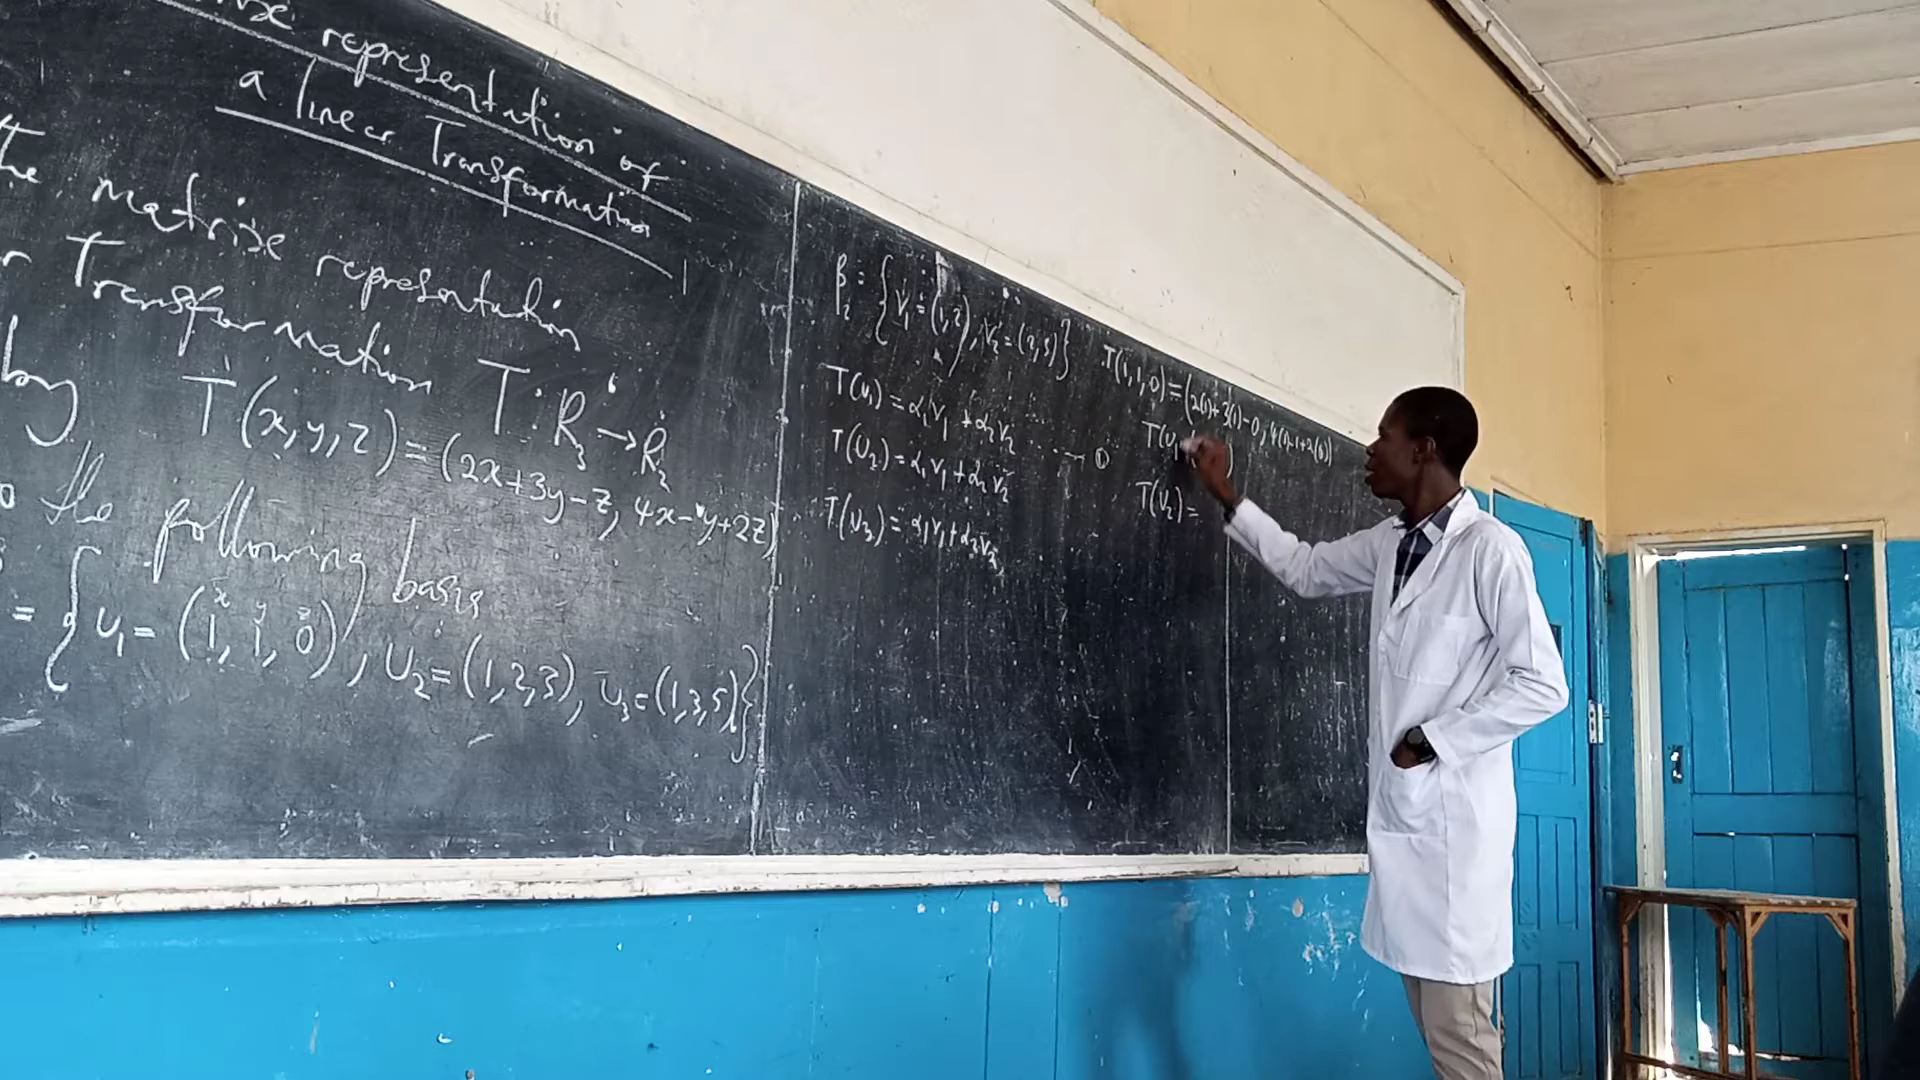 representation of
a linear Transformation
the matrixe representation
Transformation T: R₃ → R₂
by T(x,y,z) = (2x+3y-z, 4x-y+2z)
the following basis
= { u₁ = (1, 1, 0), U₂ = (1,2,3), u₃ = (1,3,5) }
x y z
β₂ = { V₁ = (1,2), V₂ = (2,5) }
T(u₁) = α₁v₁ + α₂v₂ ...... → ①
T(U₂) = α₁v₁ + α₂v₂
T(U₃) = α₁v₁ + α₂v₂
T(1,1,0) = (2(1)+3(1)-0, 4(1)-1+2(0))
T(u₁
T(U₂) =